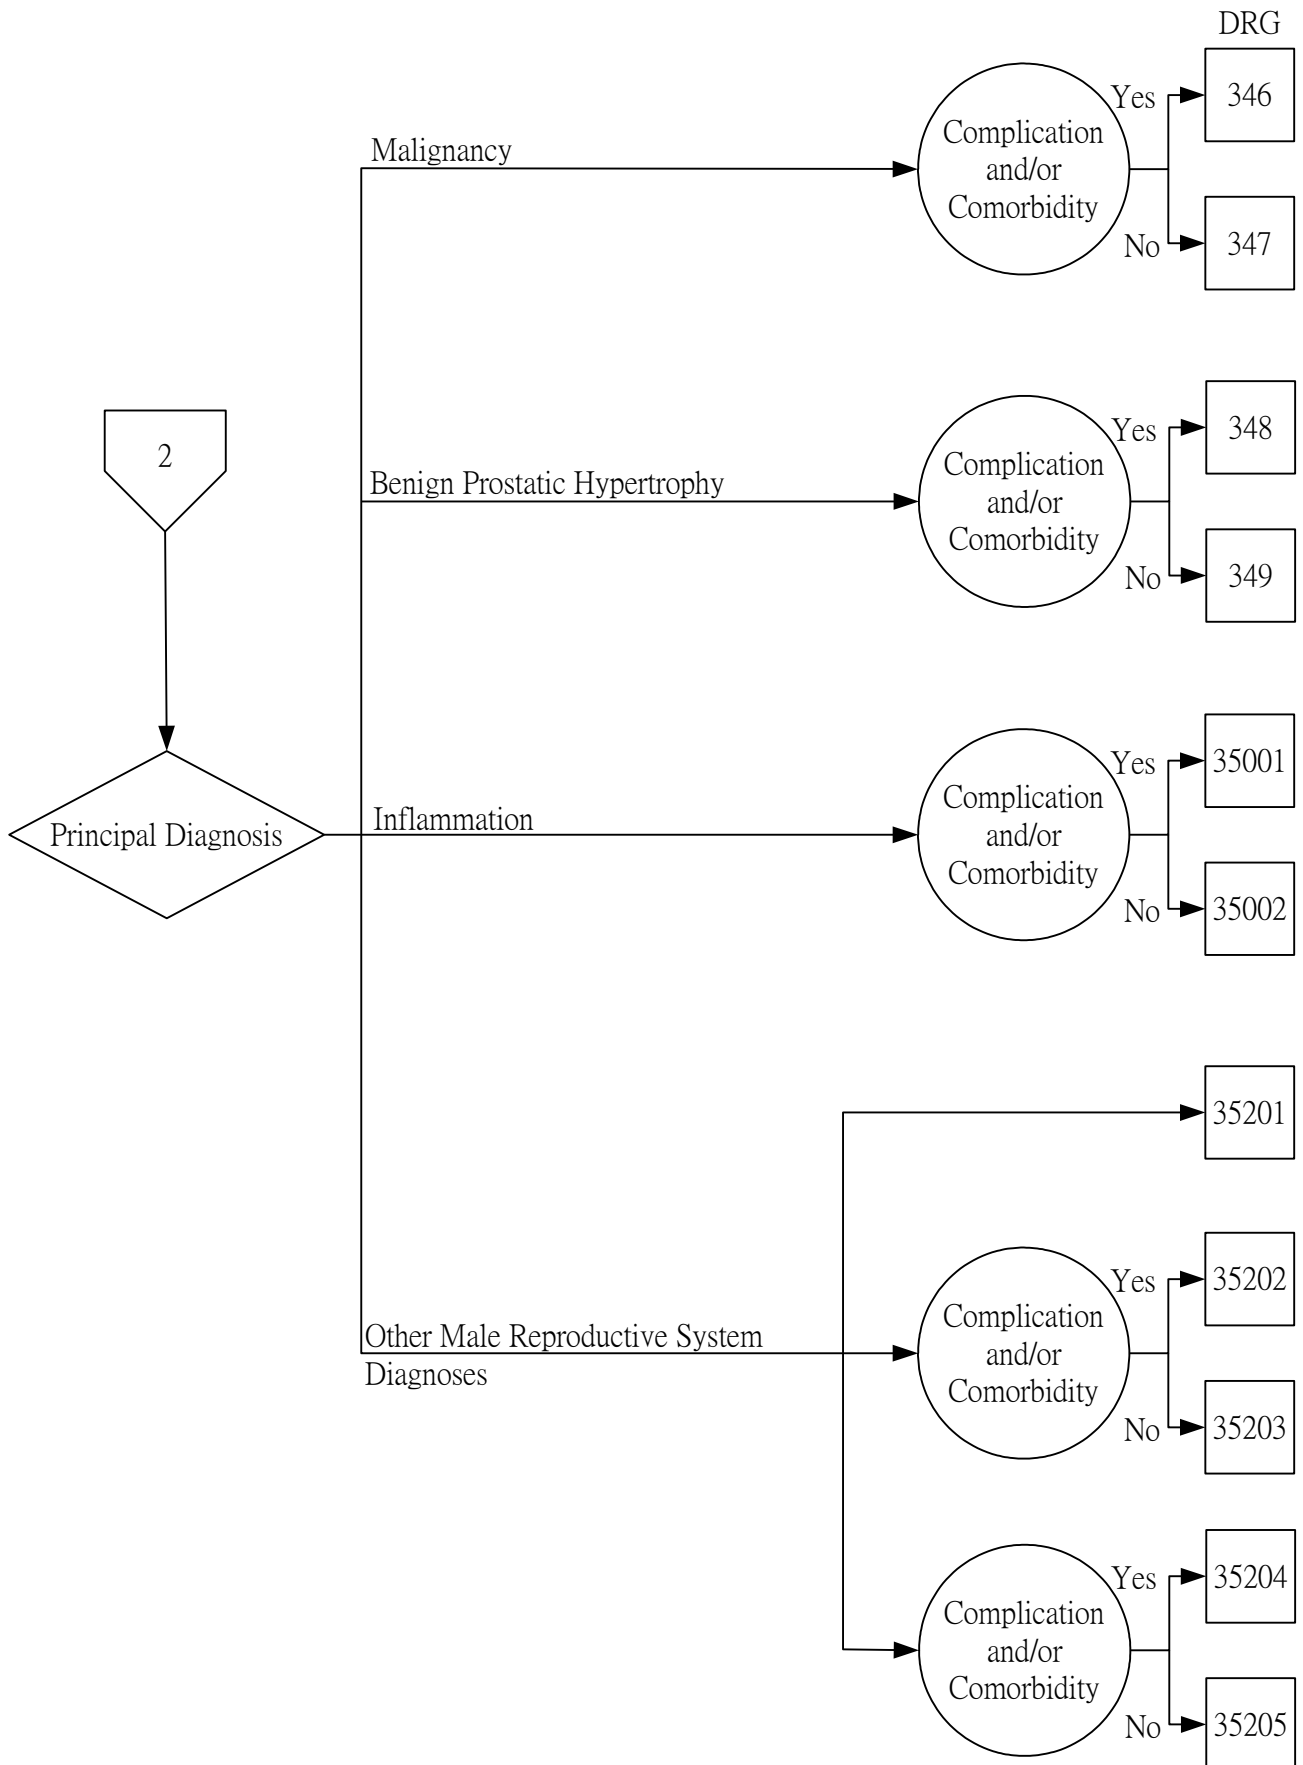 DRG
Malignancy
Complication
and/or
Comorbidity
Yes
346
No
347
2
Benign Prostatic Hypertrophy
Complication
and/or
Comorbidity
Yes
348
No
349
Principal Diagnosis
Inflammation
Complication
and/or
Comorbidity
Yes
35001
No
35002
Other Male Reproductive System
Diagnoses
35201
Complication
and/or
Comorbidity
Yes
35202
No
35203
Complication
and/or
Comorbidity
Yes
35204
No
35205